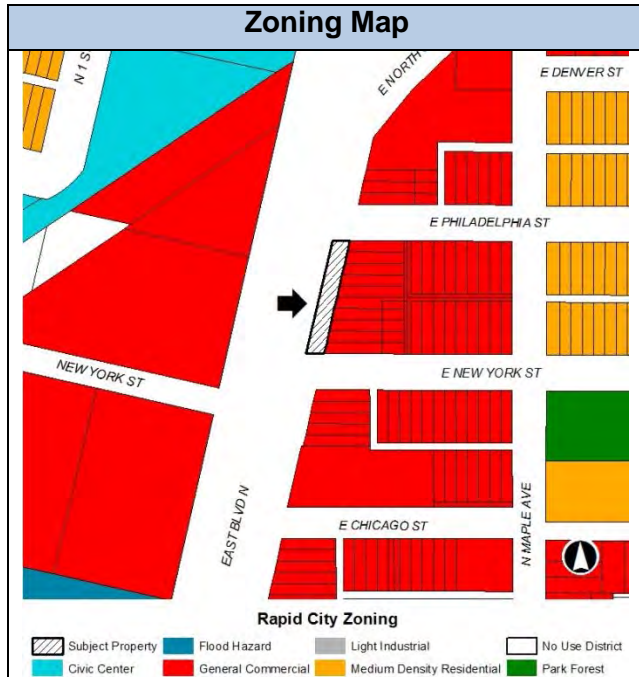 Zoning Map
N 1 S
E NORTH
E DENVER ST
E PHILADELPHIA ST
NEW YORK ST
E NEW YORK ST
EAST BLVD N
E CHICAGO ST
N MAPLE AVE
Rapid City Zoning
Subject Property Flood Hazard Light Industrial No Use District
Civic Center General Commercial Medium Density Residential Park Forest